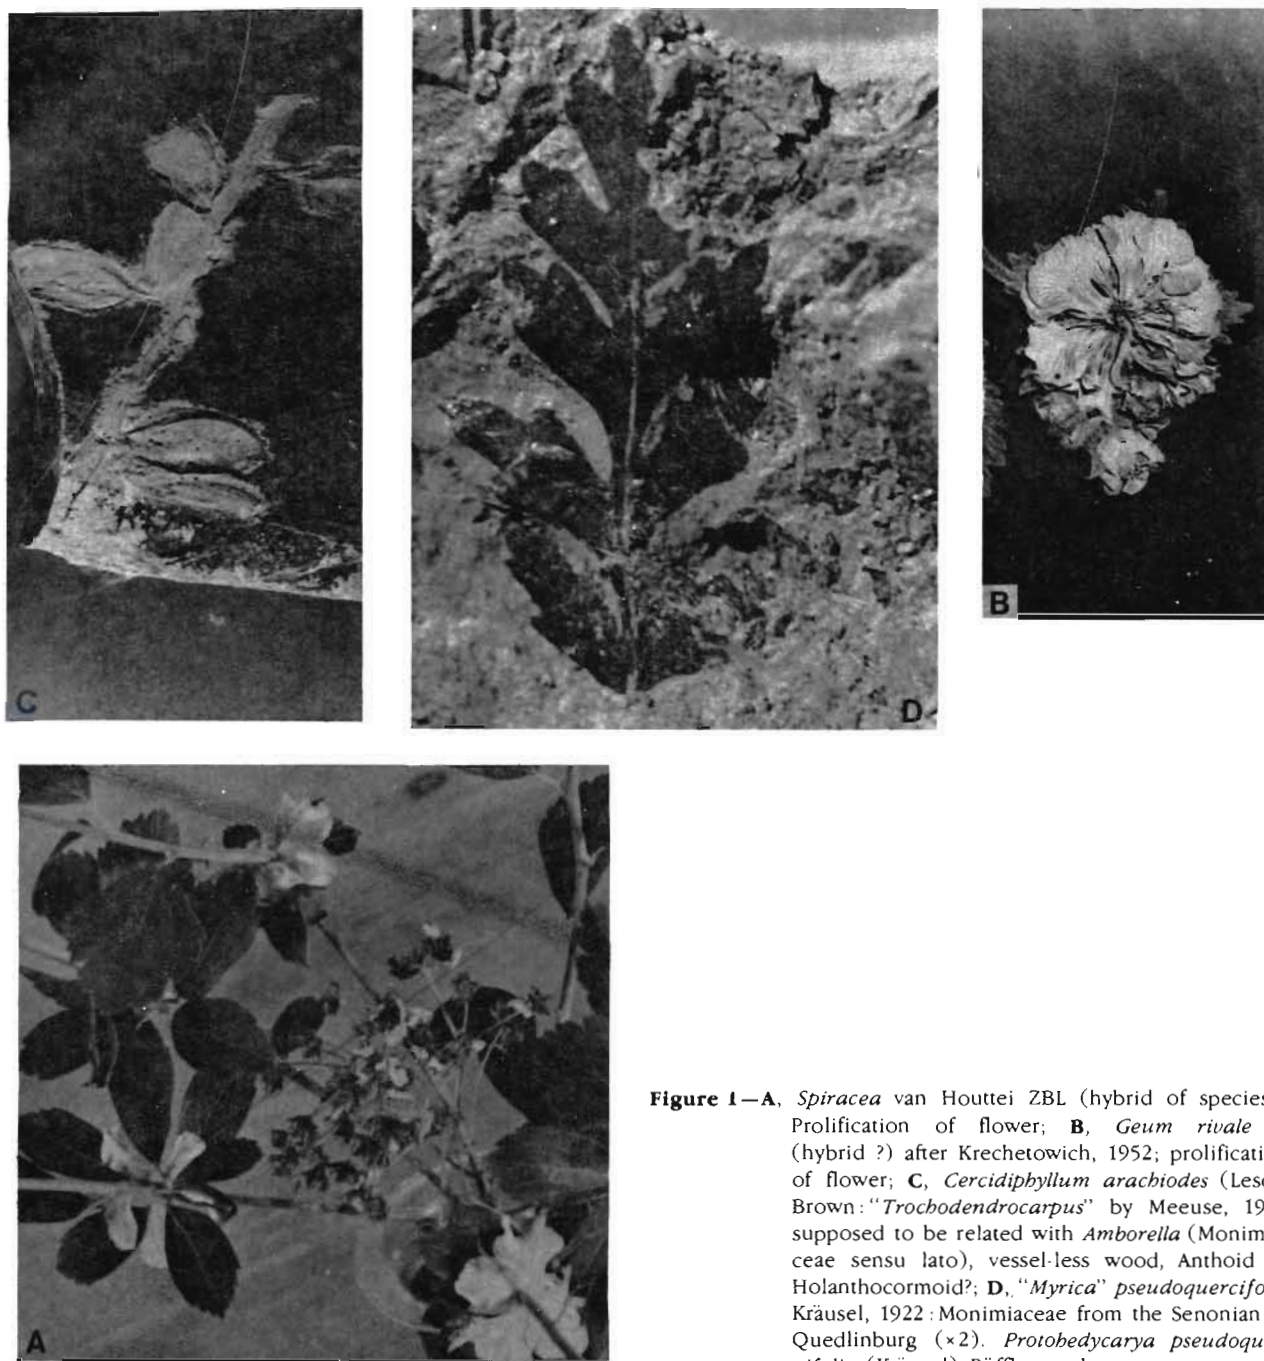 C
D
B
A
Figure 1—A, Spiracea van Houttei ZBL (hybrid of species
Prolification of flower; B, Geum rivale
(hybrid ?) after Krechetowich, 1952; prolificati
of flower; C, Cercidiphyllum arachiodes (Lesc
Brown : "Trochodendrocarpus" by Meeuse, 19
supposed to be related with Amborella (Monim
ceae sensu lato), vessel-less wood, Anthoid
Holanthocormoid?; D, "Myrica" pseudoquercifo
Kräusel, 1922 : Monimiaceae from the Senonian
Quedlinburg (×2). Protohedycarya pseudoqu